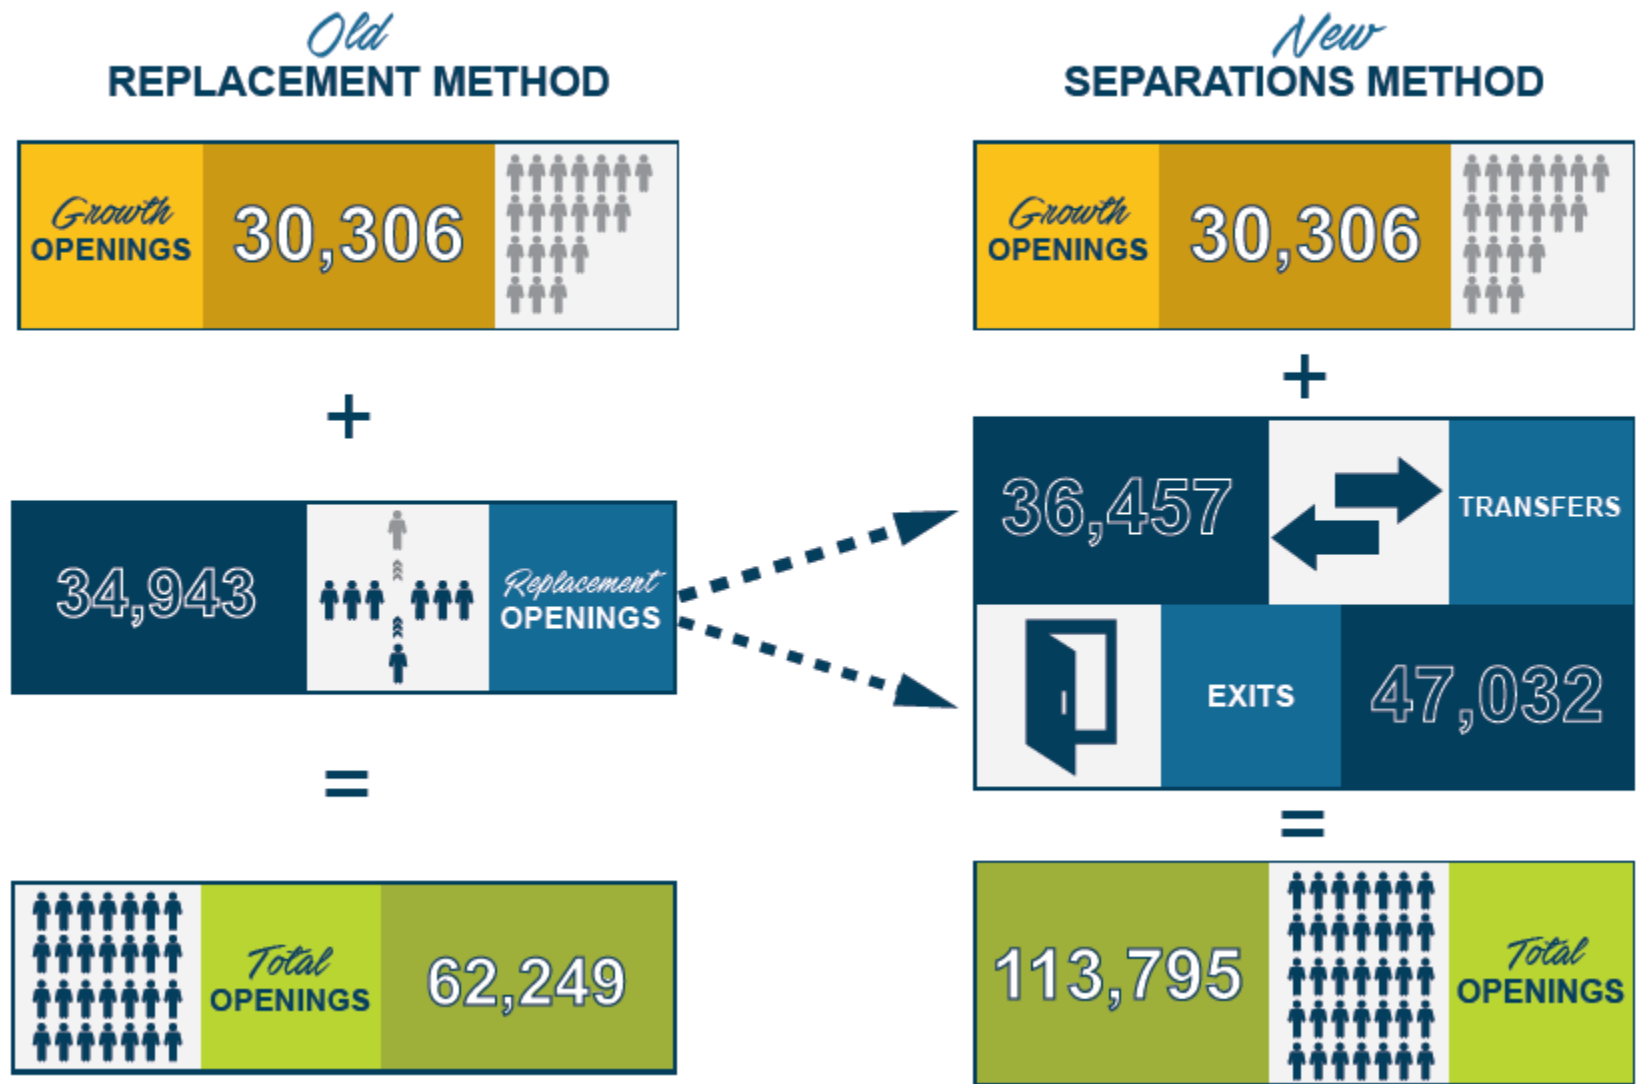 Old
REPLACEMENT METHOD
Growth
OPENINGS
30,306
+
34,943
Replacement
OPENINGS
=
Total
OPENINGS
62,249
New
SEPARATIONS METHOD
Growth
OPENINGS
30,306
+
36,457
TRANSFERS
EXITS
47,032
=
113,795
Total
OPENINGS